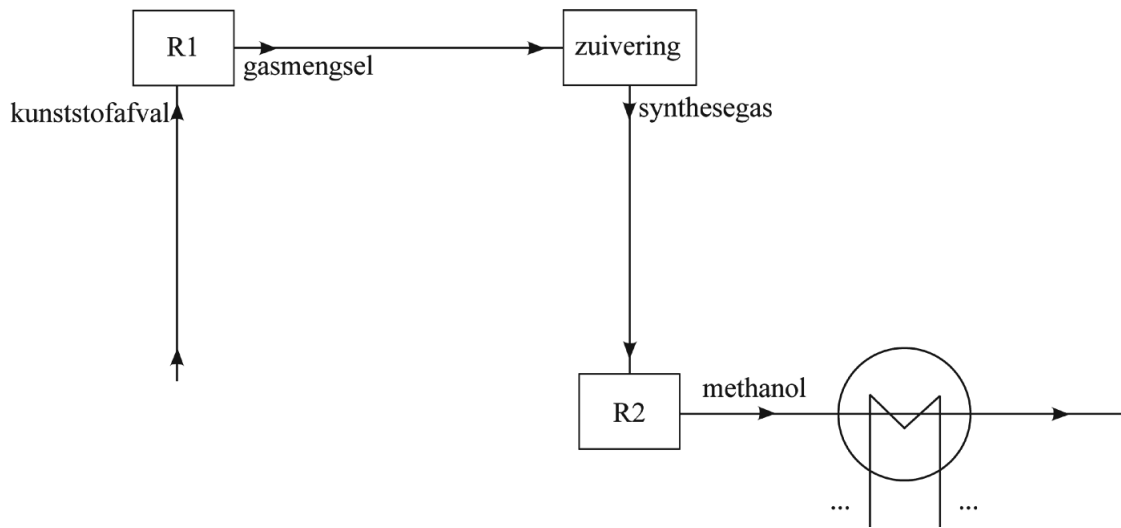 R1
zuivering
gasmengsel
kunststofafval
synthesegas
methanol
R2
... ...